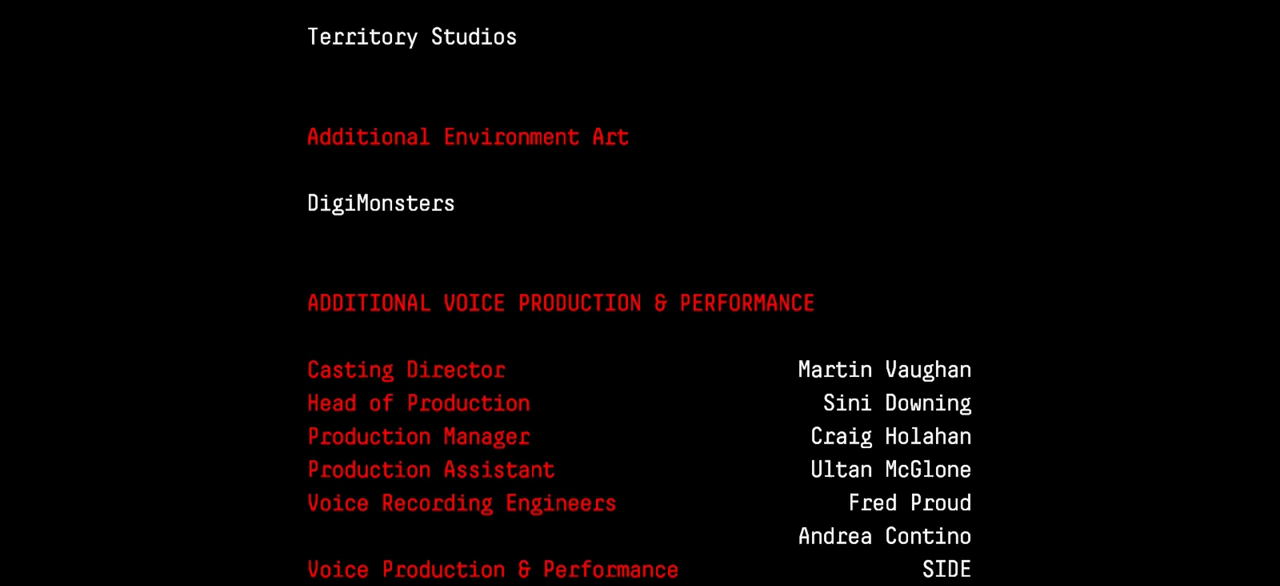 Territory Studios
Additional Environment Art
DigiMonsters
ADDITIONAL VOICE PRODUCTION & PERFORMANCE
Casting Director Martin Vaughan
Head of Production Sini Downing
Production Manager Craig Holahan
Production Assistant Ultan McGlone
Voice Recording Engineers Fred Proud
Andrea Contino
Voice Production & Performance SIDE